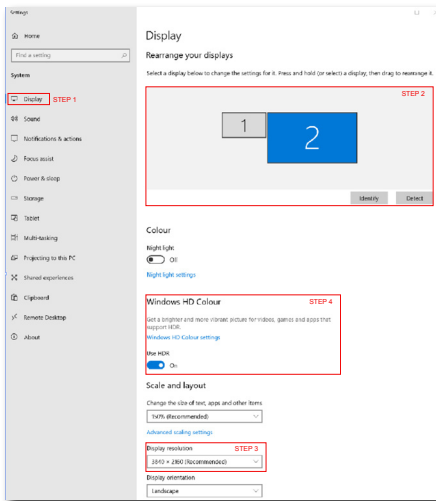 Settings
Home
Find a setting
System
Display STEP 1
Sound
Notifications & actions
Focus assist
Power & sleep
Storage
Tablet
Multi-tasking
Projecting to this PC
Shared experiences
Clipboard
Remote Desktop
About
Display
Rearrange your displays
Select a display below to change the settings for it. Press and hold (or select) a display, then drag to rearrange it.
STEP 2
1
2
Identify Detect
Colour
Night light
Off
Night light settings
Windows HD Colour STEP 4
Get a brighter and more vibrant picture for videos, games and apps that
support HDR.
Windows HD Colour settings
Use HDR
On
Scale and layout
Change the size of text, apps and other items
150% (Recommended)
Advanced scaling settings
Display resolution STEP 3
3840 × 2160 (Recommended)
Display orientation
Landscape